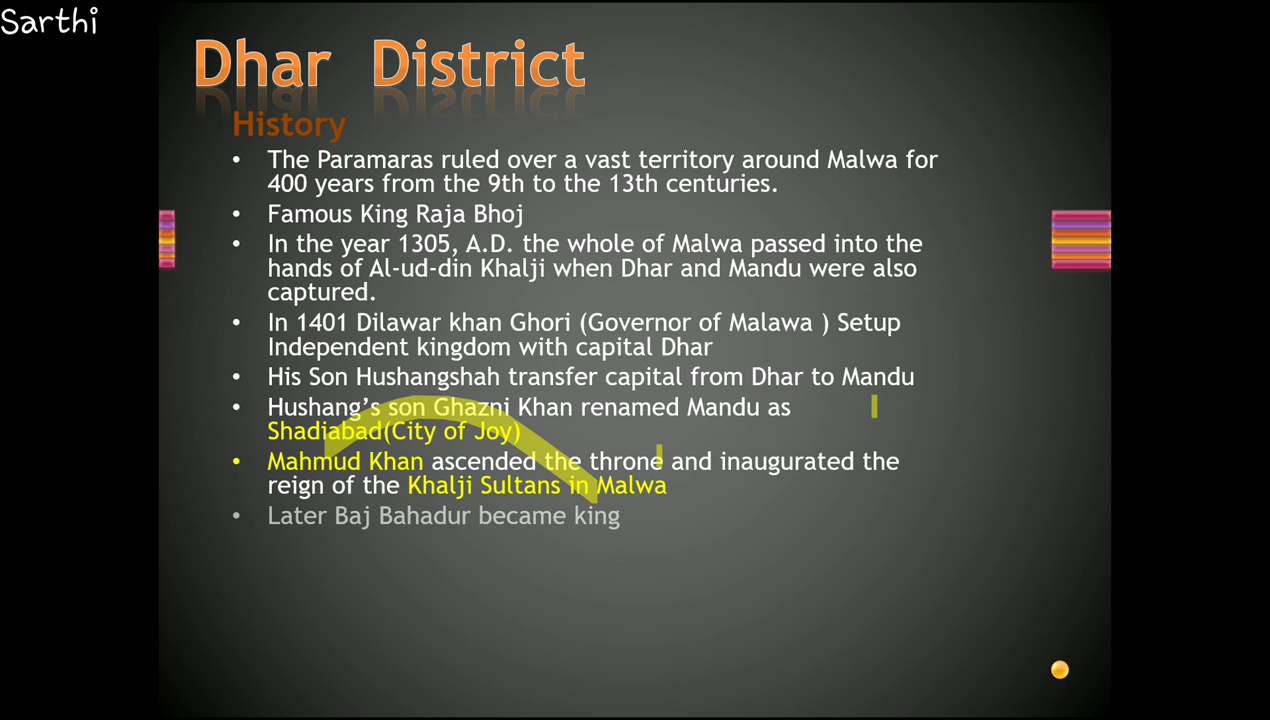 Sarthi
Dhar District
History
• The Paramaras ruled over a vast territory around Malwa for
400 years from the 9th to the 13th centuries.
• Famous King Raja Bhoj
• In the year 1305, A.D. the whole of Malwa passed into the
hands of Al-ud-din Khalji when Dhar and Mandu were also
captured.
• In 1401 Dilawar khan Ghori (Governor of Malawa ) Setup
Independent kingdom with capital Dhar
• His Son Hushangshah transfer capital from Dhar to Mandu
• Hushang’s son Ghazni Khan renamed Mandu as
Shadiabad(City of Joy)
• Mahmud Khan ascended the throne and inaugurated the
reign of the Khalji Sultans in Malwa
• Later Baj Bahadur became king